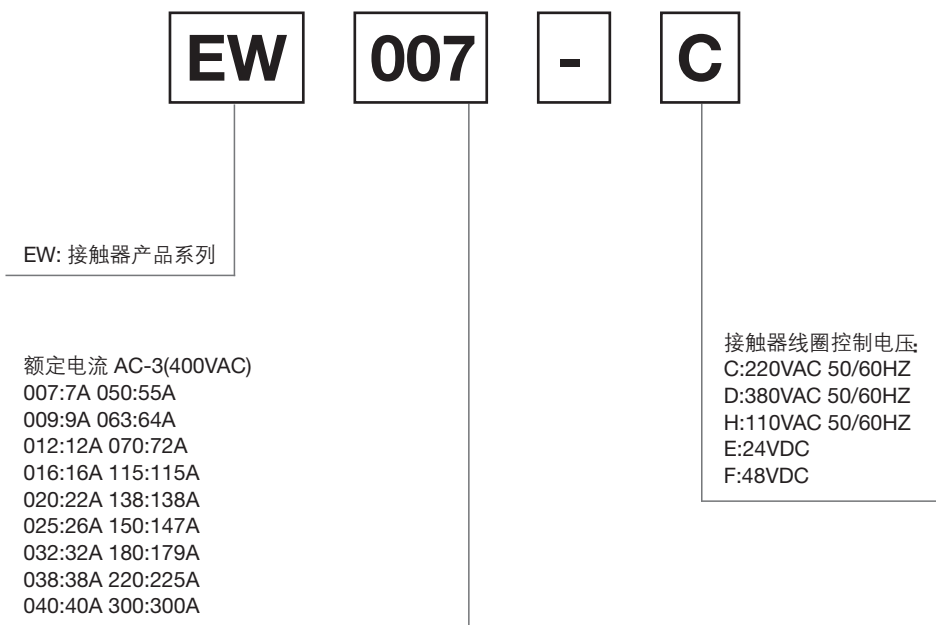 EW 007 - C
EW: 接触器产品系列
额定电流 AC-3(400VAC)
007:7A 050:55A
009:9A 063:64A
012:12A 070:72A
016:16A 115:115A
020:22A 138:138A
025:26A 150:147A
032:32A 180:179A
038:38A 220:225A
040:40A 300:300A
接触器线圈控制电压:
C:220VAC 50/60HZ
D:380VAC 50/60HZ
H:110VAC 50/60HZ
E:24VDC
F:48VDC